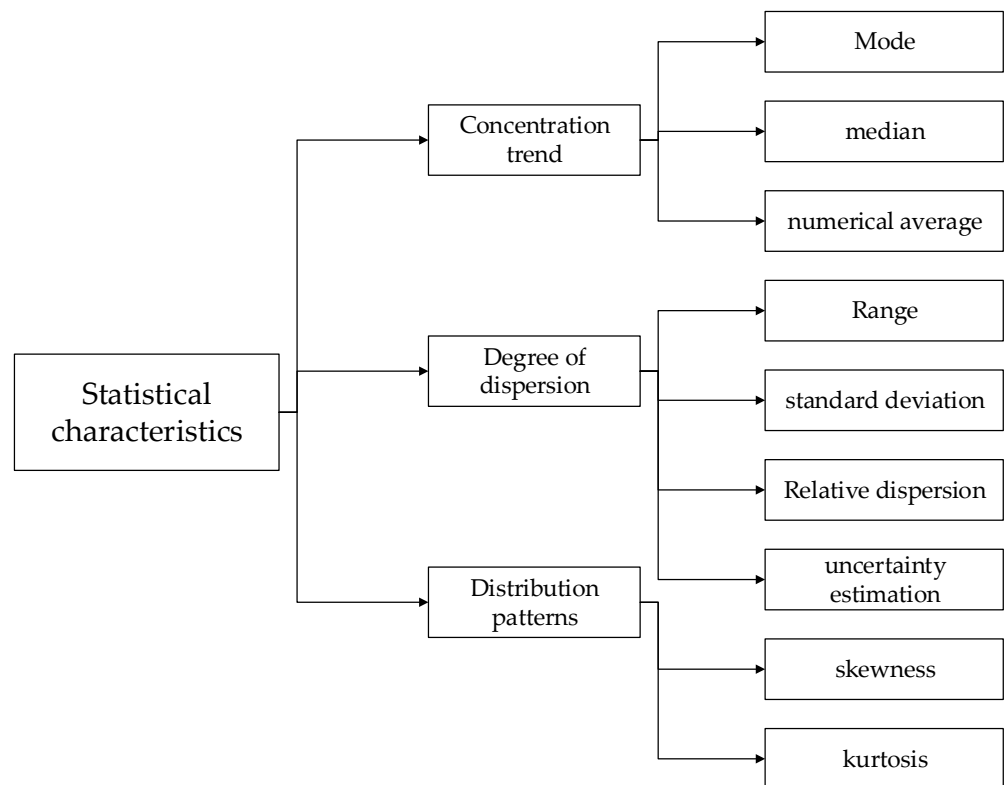 Statistical
characteristics
Concentration
trend
Mode
median
numerical average
Degree of
dispersion
Range
standard deviation
Relative dispersion
uncertainty
estimation
Distribution
patterns
skewness
kurtosis